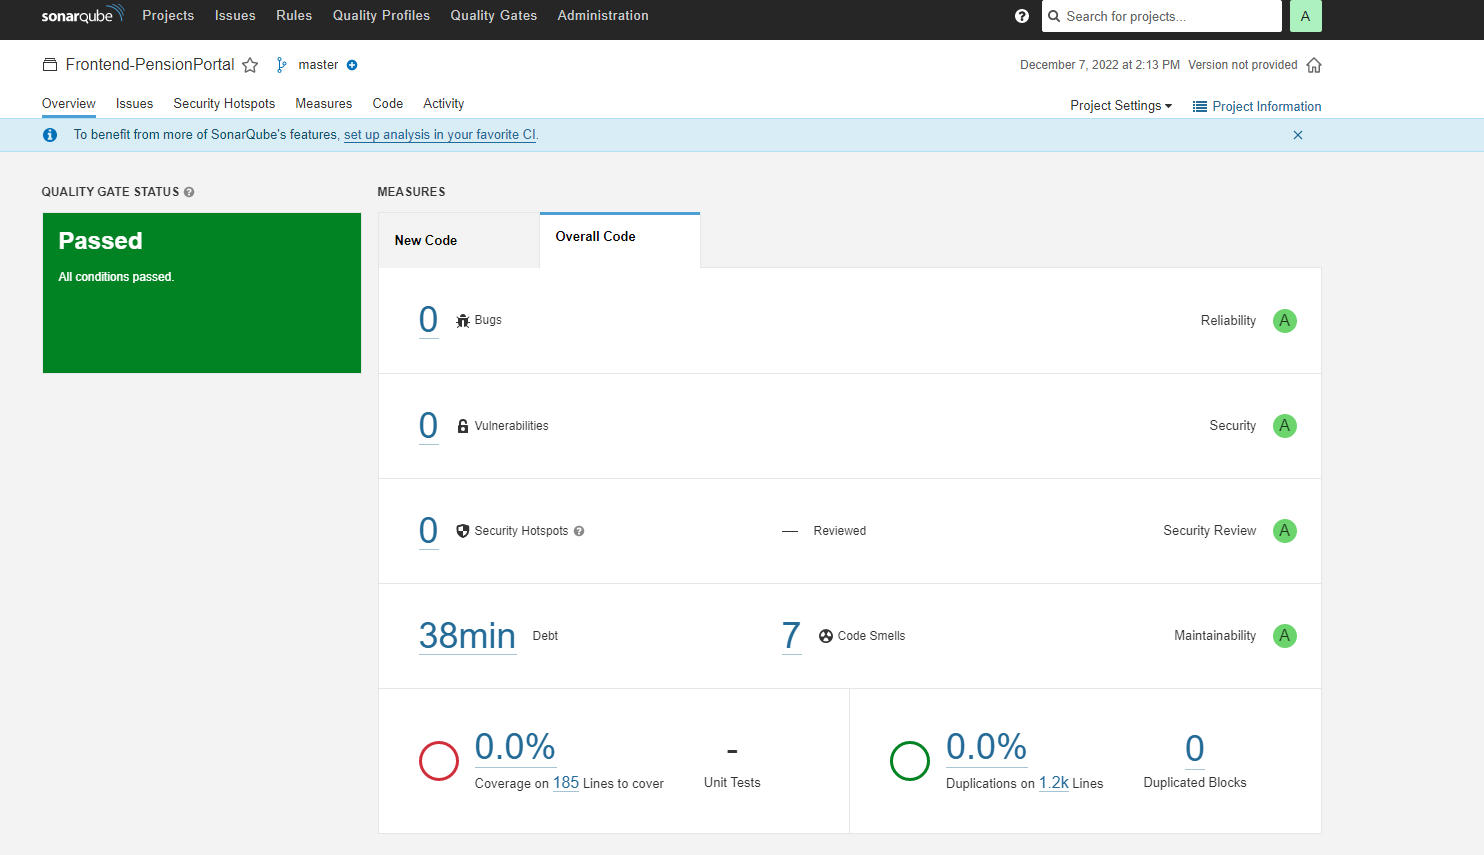 sonarqube Projects Issues Rules Quality Profiles Quality Gates Administration ? Search for projects... A
Frontend-PensionPortal master December 7, 2022 at 2:13 PM Version not provided
Overview Issues Security Hotspots Measures Code Activity Project Settings Project Information
To benefit from more of SonarQube's features, set up analysis in your favorite CI.
QUALITY GATE STATUS ? MEASURES
Passed
All conditions passed.
New Code Overall Code
0 Bugs Reliability A
0 Vulnerabilities Security A
0 Security Hotspots ? — Reviewed Security Review A
38min Debt 7 Code Smells Maintainability A
0.0% - 0.0% 0
Coverage on 185 Lines to cover Unit Tests Duplications on 1.2k Lines Duplicated Blocks